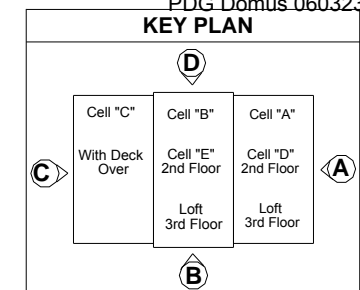 PDG Domus 060323
KEY PLAN
D
Cell "C"
Cell "B"
Cell "A"
With Deck
Over
Cell "E"
2nd Floor
Cell "D"
2nd Floor
C
A
Loft
3rd Floor
Loft
3rd Floor
B